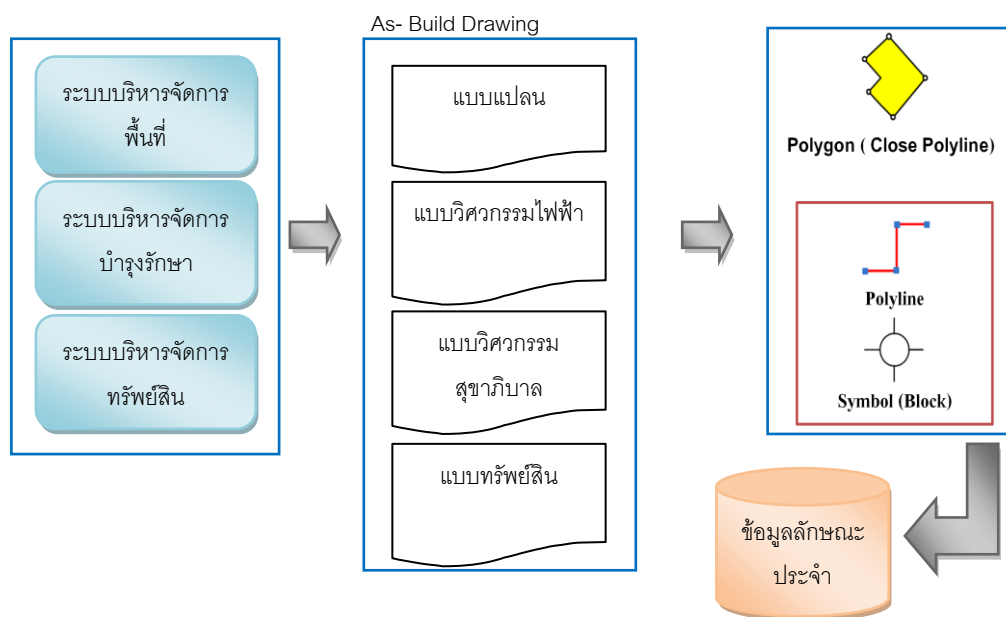 As- Build Drawing
ระบบบริหารจัดการ
พื้นที่
ระบบบริหารจัดการ
บำรุงรักษา
ระบบบริหารจัดการ
ทรัพย์สิน
แบบแปลน
แบบวิศวกรรมไฟฟ้า
แบบวิศวกรรม
สุขาภิบาล
แบบทรัพย์สิน
Polygon ( Close Polyline)
Polyline
Symbol (Block)
ข้อมูลลักษณะ
ประจำ